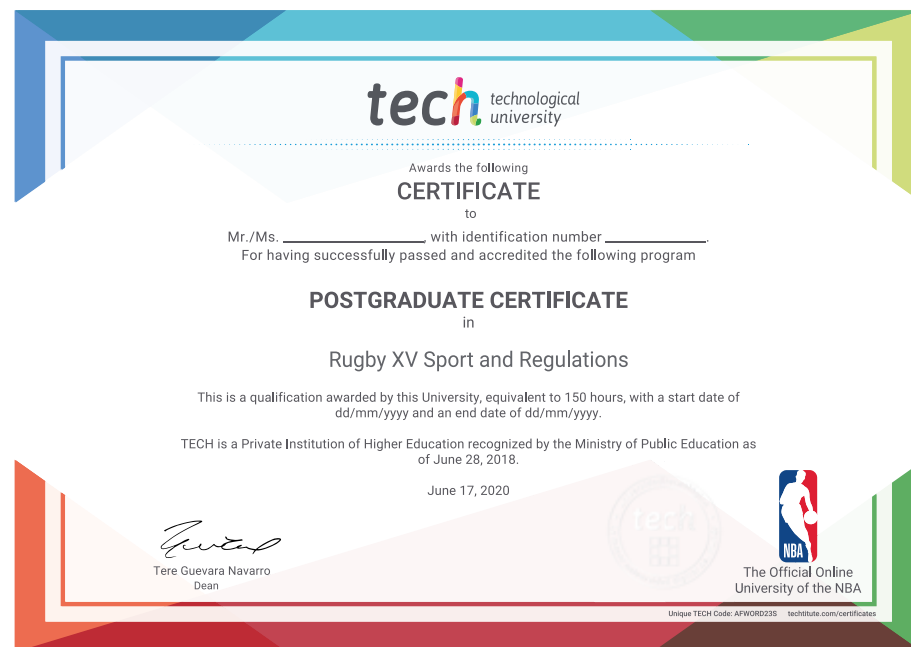 tech technological
university
Awards the following
CERTIFICATE
to
Mr./Ms. ____________, with identification number ____________.
For having successfully passed and accredited the following program
POSTGRADUATE CERTIFICATE
in
Rugby XV Sport and Regulations
This is a qualification awarded by this University, equivalent to 150 hours, with a start date of
dd/mm/yyyy and an end date of dd/mm/yyyy.
TECH is a Private Institution of Higher Education recognized by the Ministry of Public Education as
of June 28, 2018.
June 17, 2020
tech
Tere Guevara Navarro
Dean
NBA
The Official Online
University of the NBA
Unique TECH Code: AFWORD23S techtitute.com/certificates